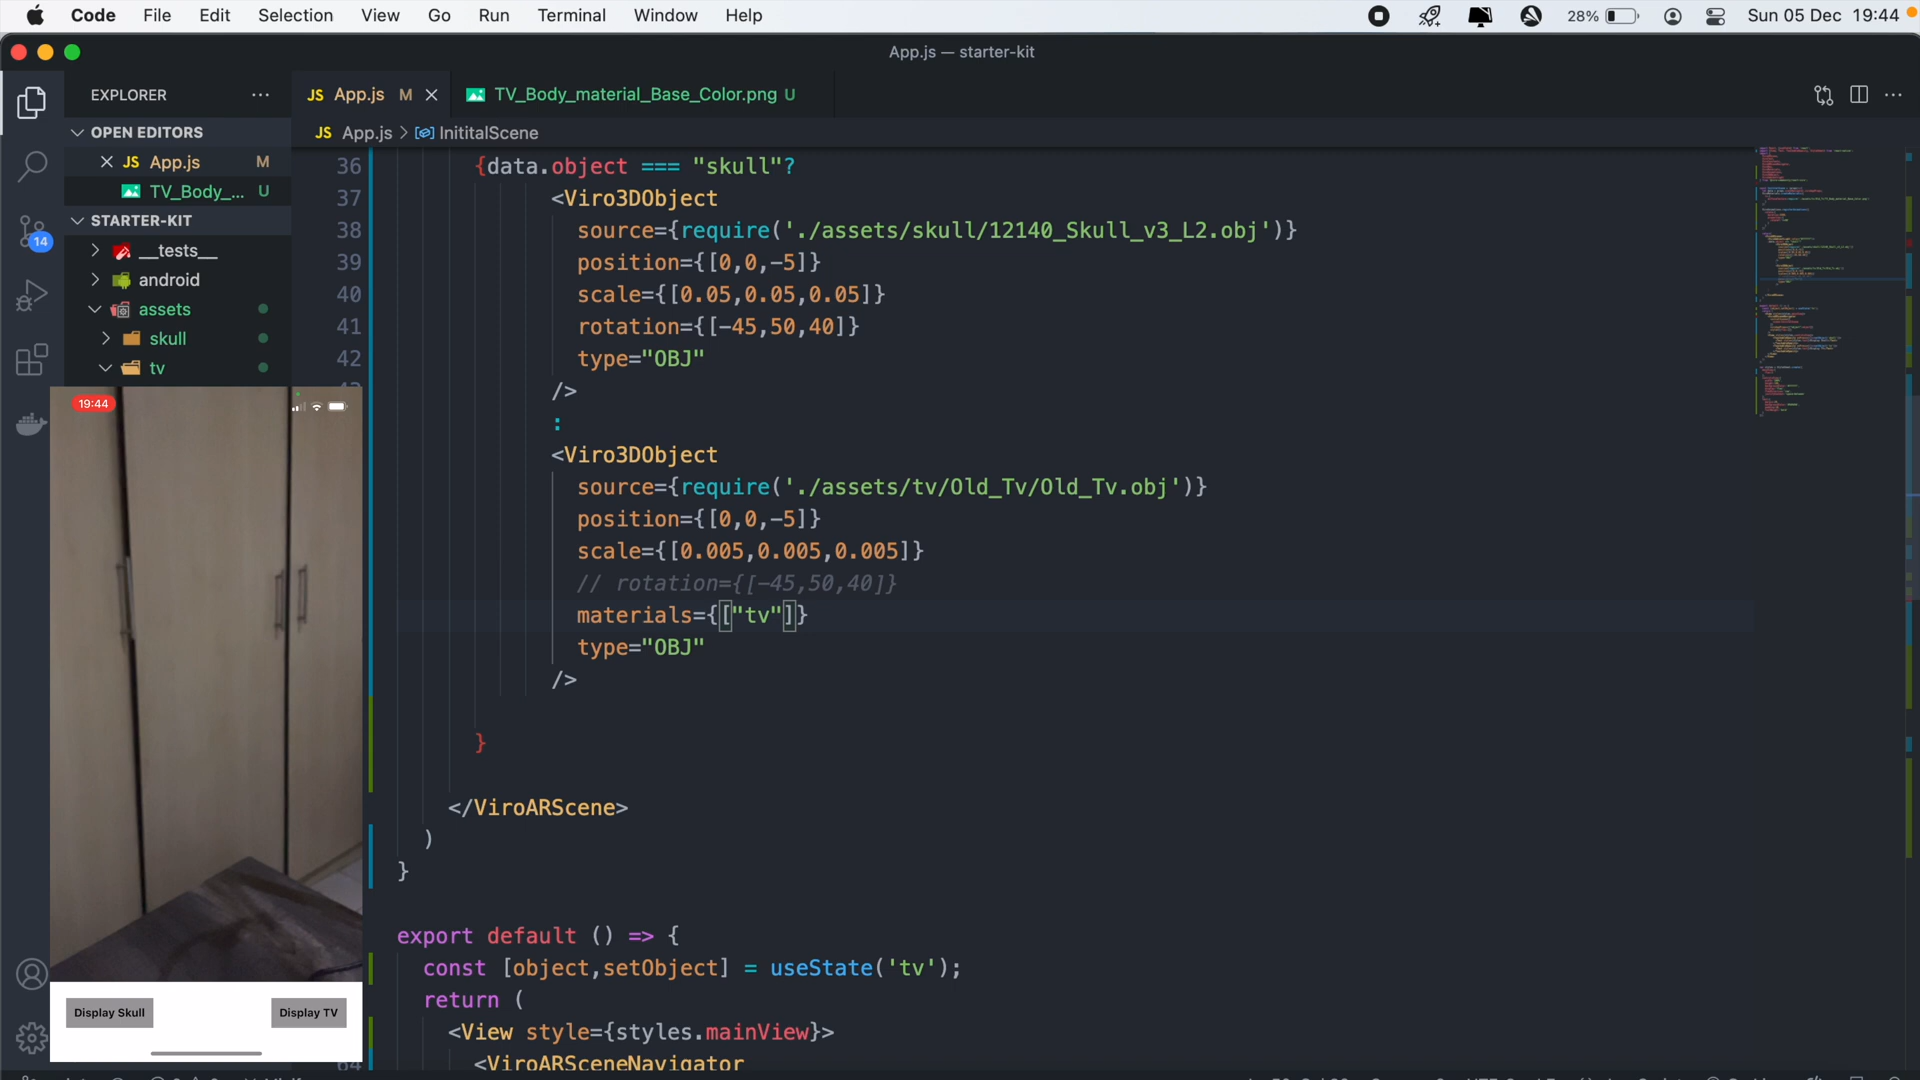 Code File Edit Selection View Go Run Terminal Window Help 28% Sun 05 Dec 19:44
App.js — starter-kit
EXPLORER
JS App.js M
TV_Body_material_Base_Color.png U
OPEN EDITORS
JS App.js > InititalScene
JS App.js M
TV_Body_... U
STARTER-KIT
14
__tests__
android
assets
skull
tv
36 {data.object === "skull"?
37 <Viro3DObject
38 source={require('./assets/skull/12140_Skull_v3_L2.obj')}
39 position={[0,0,-5]}
40 scale={[0.05,0.05,0.05]}
41 rotation={[-45,50,40]}
42 type="OBJ"
/>
:
<Viro3DObject
source={require('./assets/tv/Old_Tv/Old_Tv.obj')}
position={[0,0,-5]}
scale={[0.005,0.005,0.005]}
// rotation={[-45,50,40]}
materials={["tv"]}
type="OBJ"
/>
}
</ViroARScene>
)
}
export default () => {
const [object,setObject] = useState('tv');
return (
<View style={styles.mainView}>
64 <ViroARSceneNavigator
19:44
Display Skull
Display TV